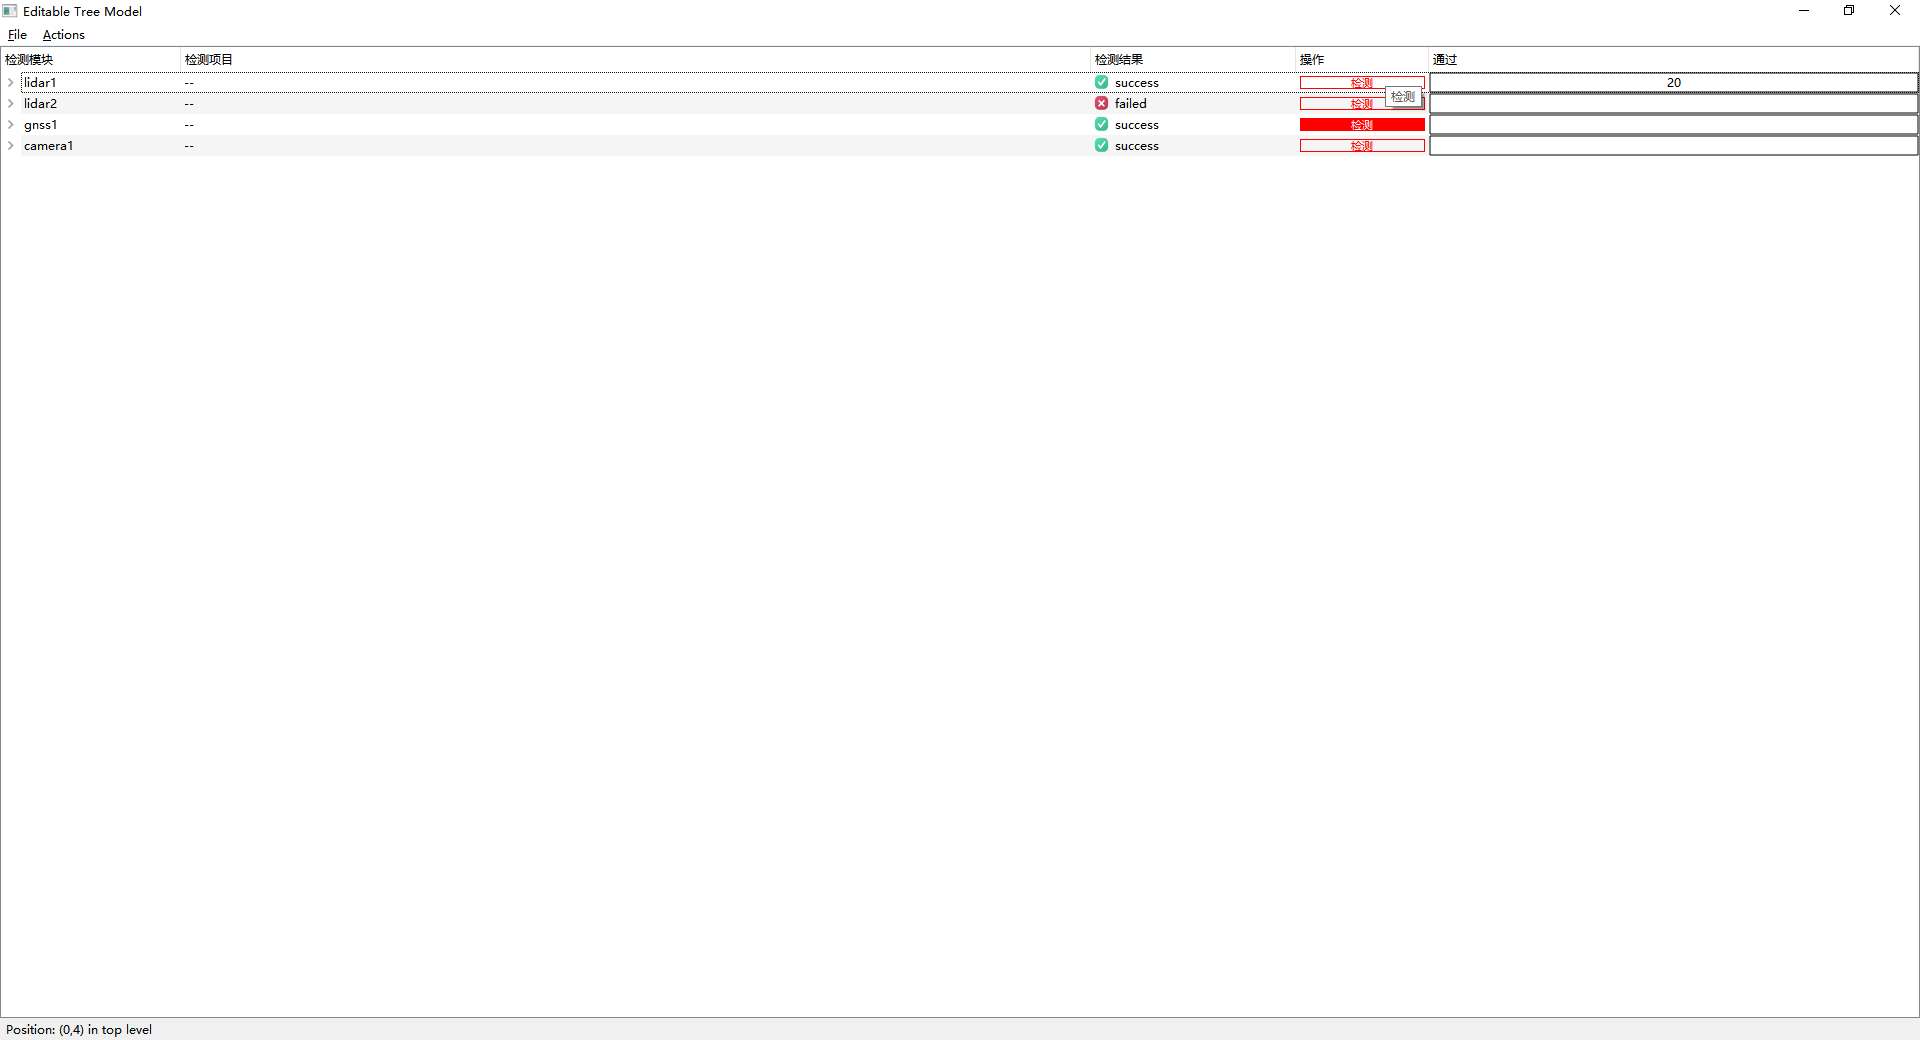 Editable Tree Model
File Actions
检测模块 检测项目 检测结果 操作 通过
lidar1 -- success 检测 20
检测
lidar2 -- failed 检测
gnss1 -- success 检测
camera1 -- success 检测
Position: (0,4) in top level